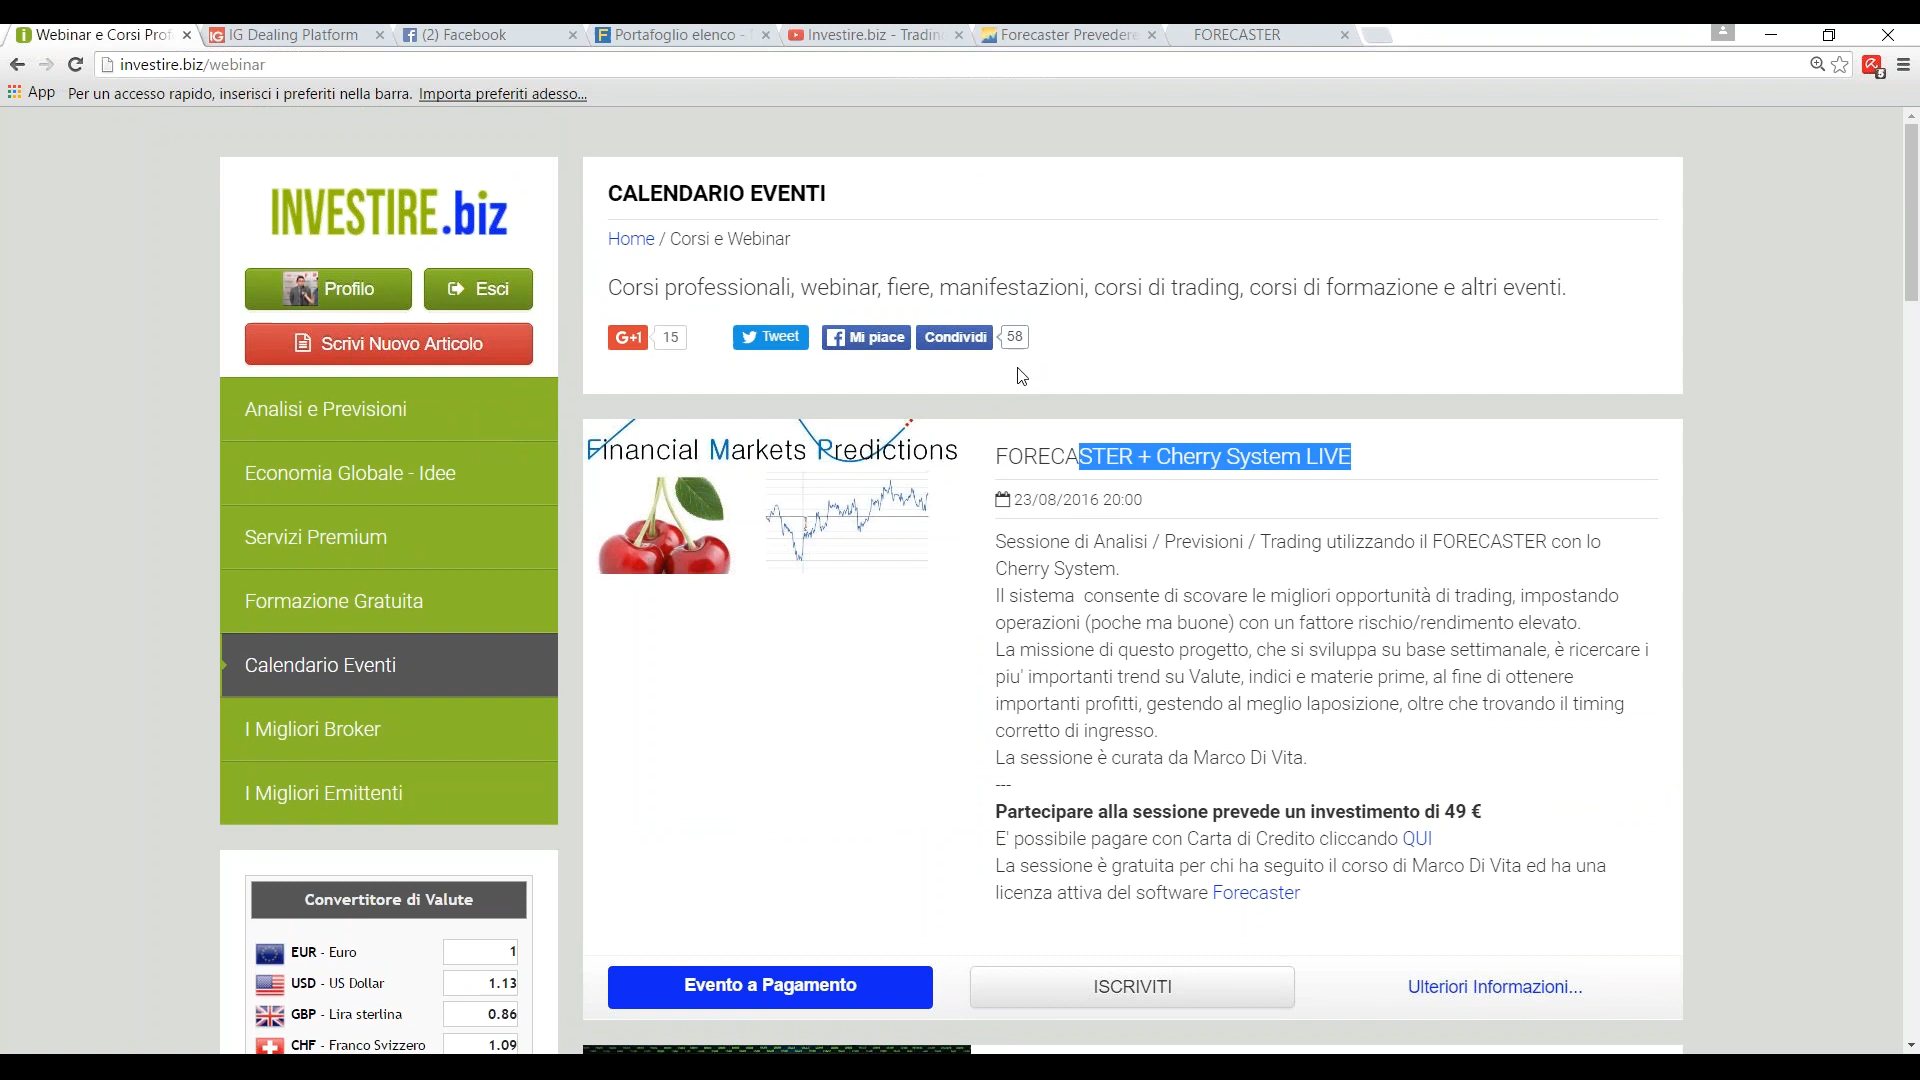 Webinar e Corsi Prof
IG Dealing Platform
(2) Facebook
Portafoglio elenco -
Investire.biz - Tradin
Forecaster Prevedere
FORECASTER
investire.biz/webinar
App
Per un accesso rapido, inserisci i preferiti nella barra. Importa preferiti adesso...
INVESTIRE.biz
Profilo
Esci
Scrivi Nuovo Articolo
Analisi e Previsioni
Economia Globale - Idee
Servizi Premium
Formazione Gratuita
Calendario Eventi
I Migliori Broker
I Migliori Emittenti
Convertitore di Valute
EUR - Euro 1
USD - US Dollar 1.13
GBP - Lira sterlina 0.86
CHF - Franco Svizzero 1.09
CALENDARIO EVENTI
Home / Corsi e Webinar
Corsi professionali, webinar, fiere, manifestazioni, corsi di trading, corsi di formazione e altri eventi.
G+1 15 Tweet Mi piace Condividi 58
Financial Markets Predictions
FORECASTER + Cherry System LIVE
23/08/2016 20:00
Sessione di Analisi / Previsioni / Trading utilizzando il FORECASTER con lo
Cherry System.
Il sistema consente di scovare le migliori opportunità di trading, impostando
operazioni (poche ma buone) con un fattore rischio/rendimento elevato.
La missione di questo progetto, che si sviluppa su base settimanale, è ricercare i
piu' importanti trend su Valute, indici e materie prime, al fine di ottenere
importanti profitti, gestendo al meglio laposizione, oltre che trovando il timing
corretto di ingresso.
La sessione è curata da Marco Di Vita.
---
Partecipare alla sessione prevede un investimento di 49 €
E' possibile pagare con Carta di Credito cliccando QUI
La sessione è gratuita per chi ha seguito il corso di Marco Di Vita ed ha una
licenza attiva del software Forecaster
Evento a Pagamento
ISCRIVITI
Ulteriori Informazioni...